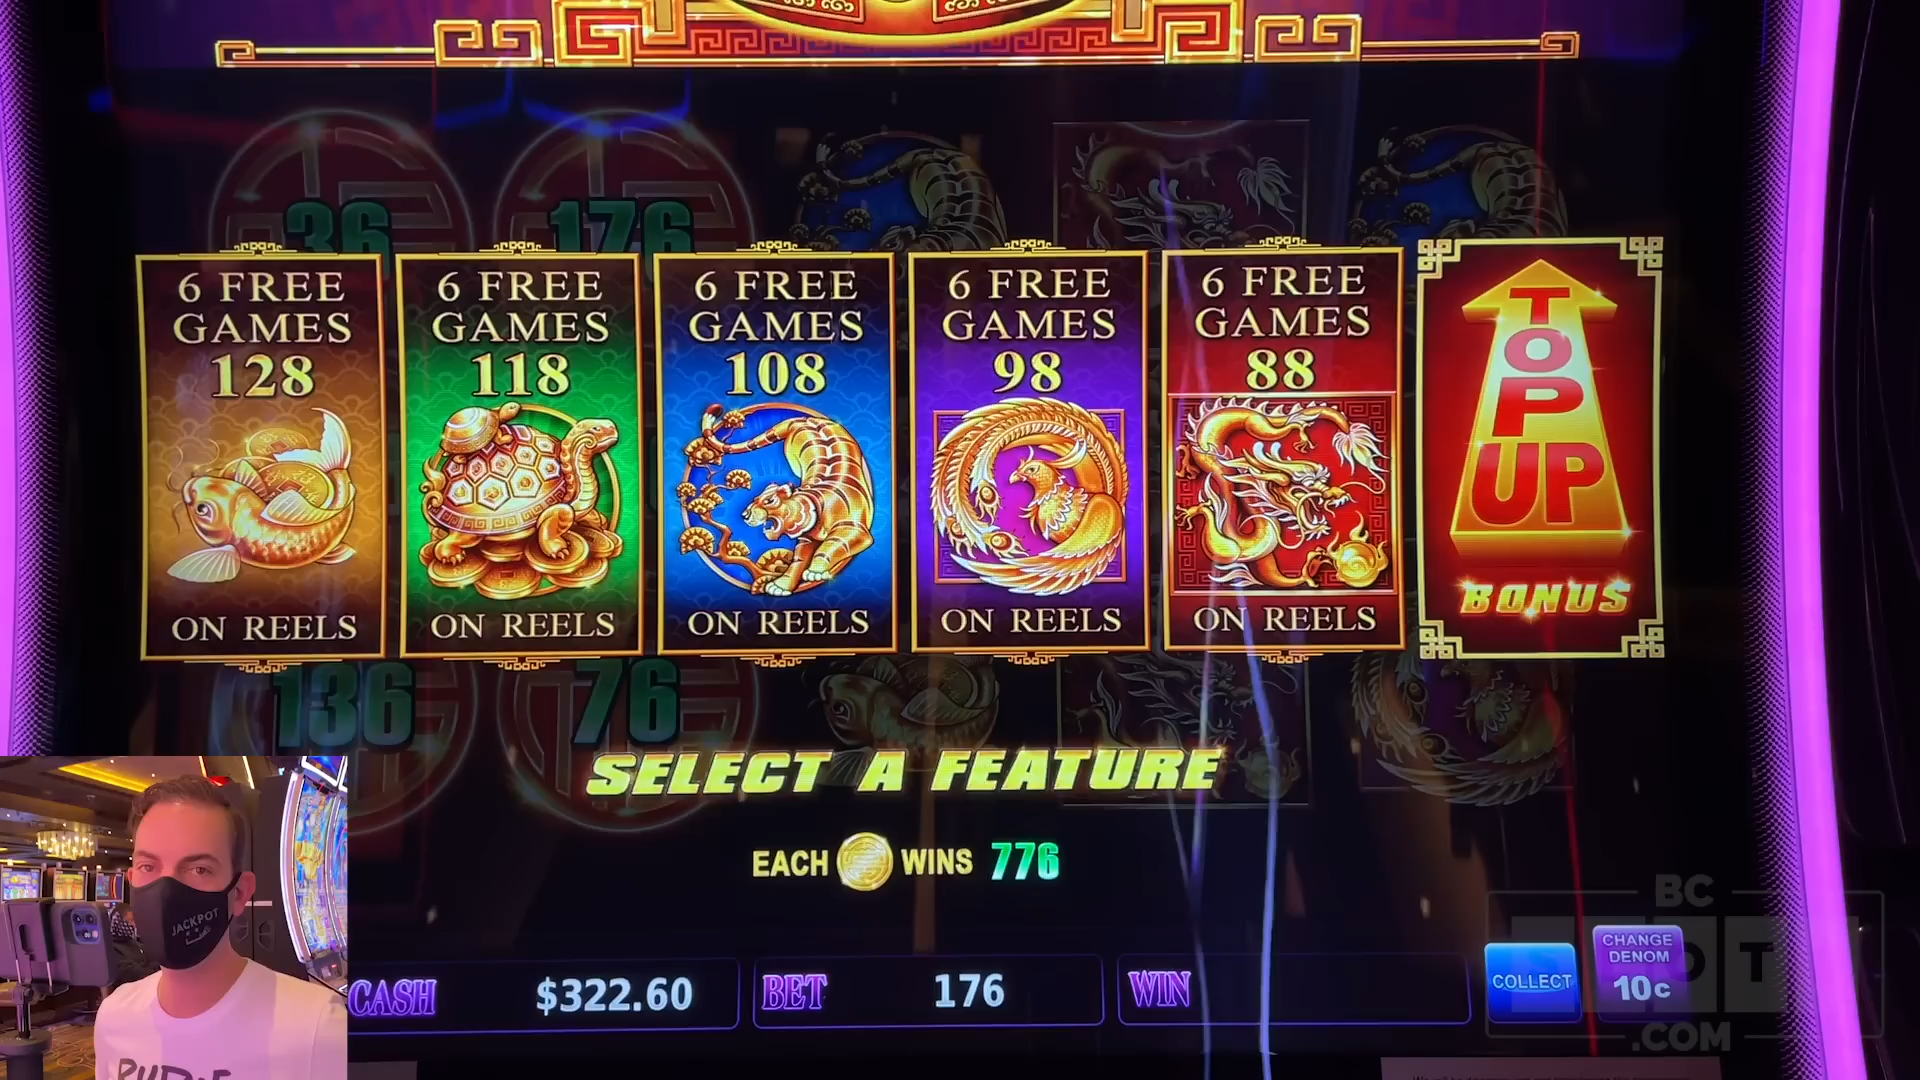 36
176
6 FREE
GAMES
128
ON REELS
6 FREE
GAMES
118
ON REELS
6 FREE
GAMES
108
ON REELS
6 FREE
GAMES
98
ON REELS
6 FREE
GAMES
88
ON REELS
TOP
UP
BONUS
136
76
SELECT A FEATURE
EACH WINS 776
CASH $322.60
BET 176
WIN
COLLECT
CHANGE
DENOM
10¢
JACKPOT
BC
.COM